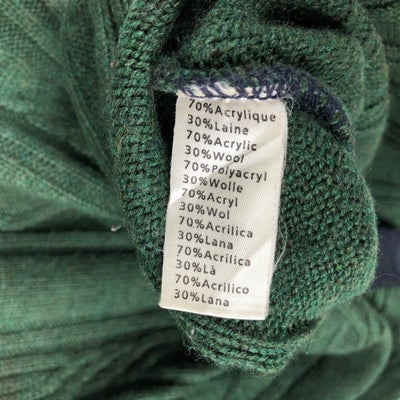 70%Acrylique
30%Laine
70%Acrylic
30%Wool
70%Polyacryl
30%Wolle
70%Acryl
30%Wol
70%Acrilica
30%Lana
70%Acrilica
30%Là
70%Acrilico
30%Lana